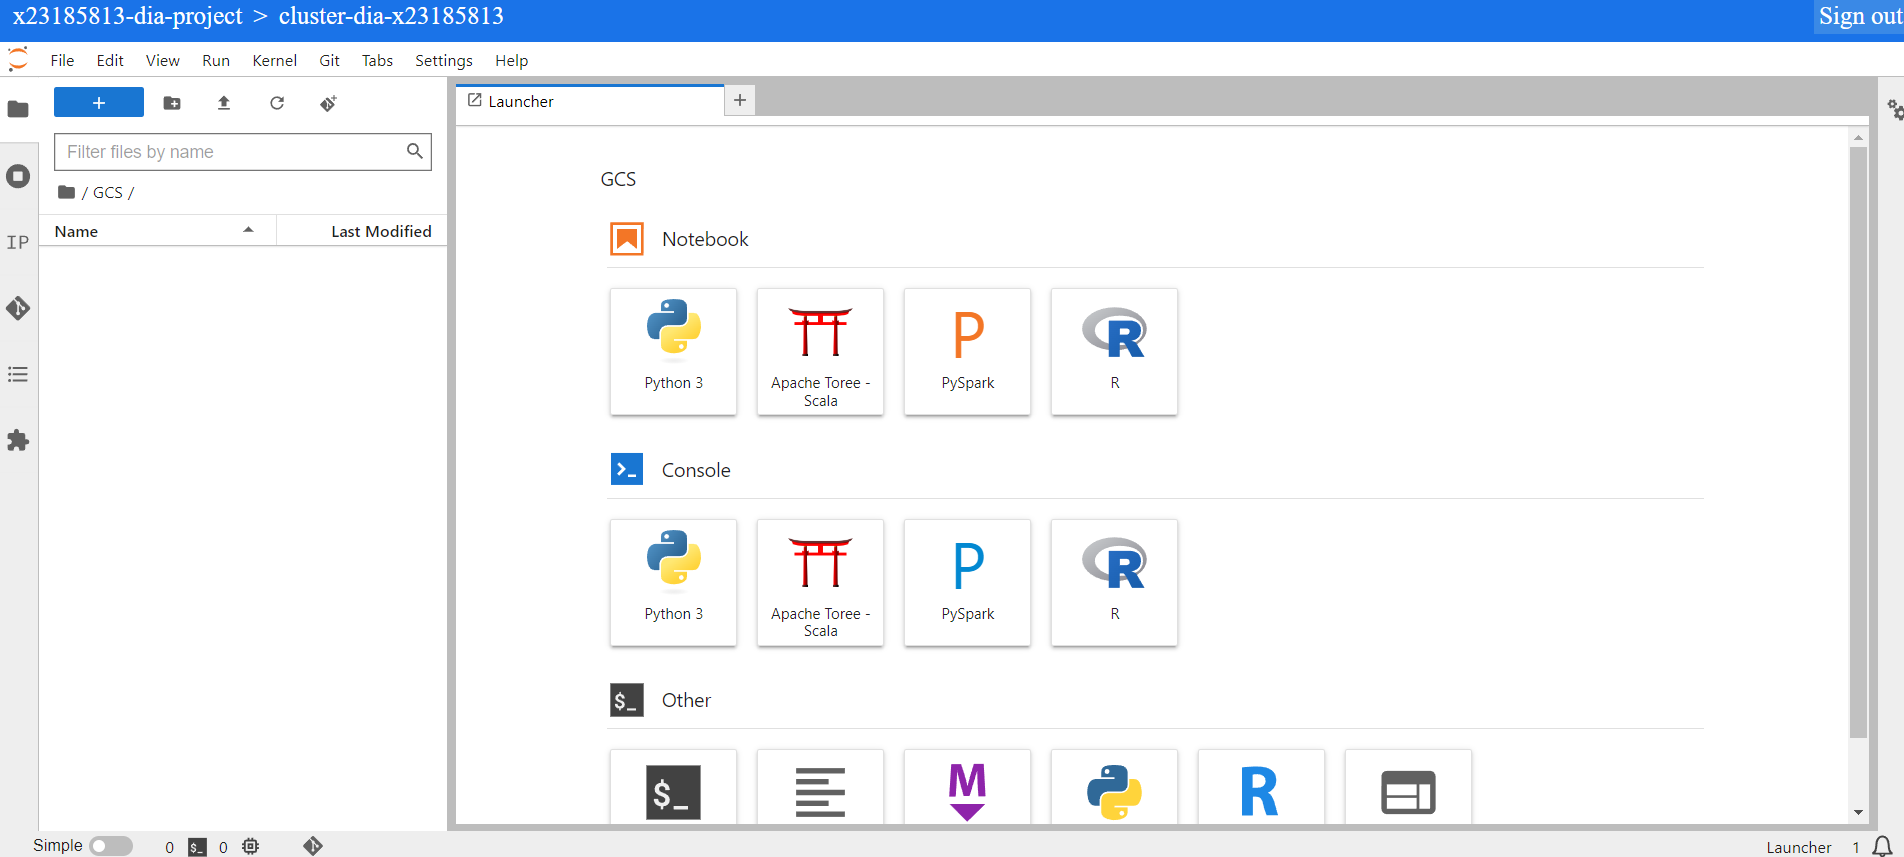 x23185813-dia-project > cluster-dia-x23185813
Sign out
File Edit View Run Kernel Git Tabs Settings Help
+
Launcher
+
Filter files by name
/ GCS /
Name
Last Modified
IP
GCS
Notebook
Python 3
Apache Toree -
Scala
P
PySpark
R
R
Console
Python 3
Apache Toree -
Scala
P
PySpark
R
R
$_
Other
$_
M
R
Simple
0
$_
0
Launcher
1